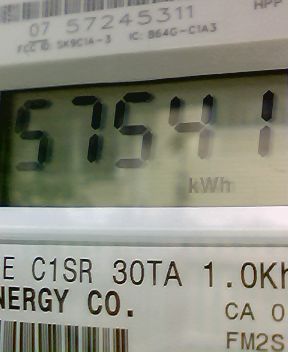 HPP
07 57245311
FCC ID: SK9C1A-3 IC: 864G-C1A3
57541
kWh
E C1SR 30TA 1.0Kh
NERGY CO.
CA 0
FM2S